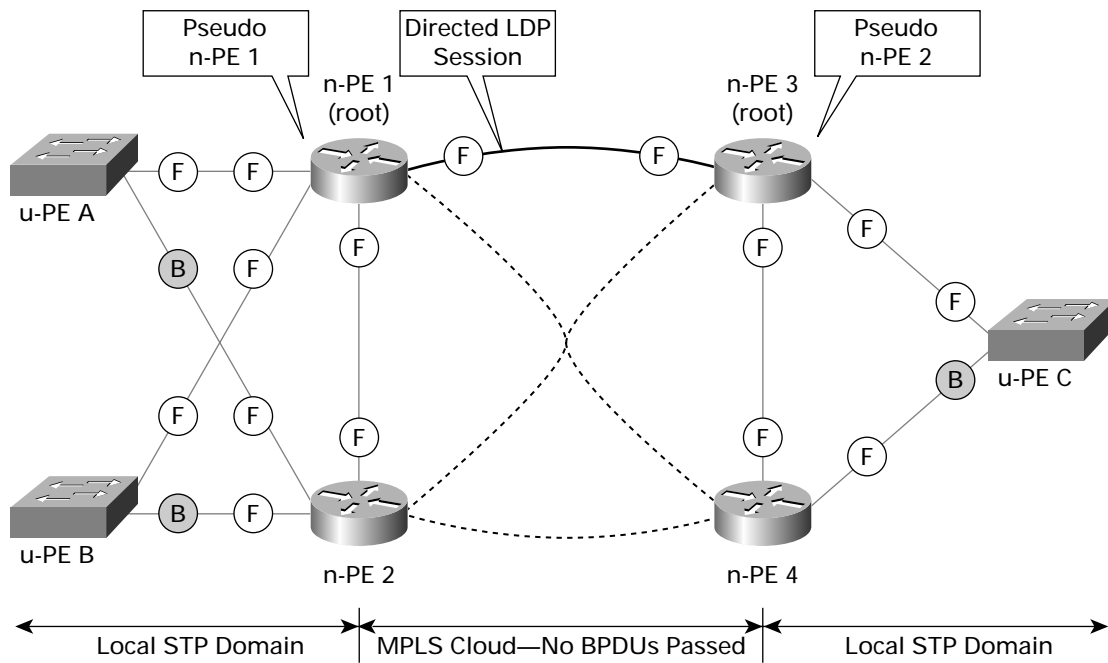 Pseudo
n-PE 1
Directed LDP
Session
Pseudo
n-PE 2
n-PE 1
(root)
n-PE 3
(root)
F
F
F
F
u-PE A
F
F
F
B
F
F
F
B
u-PE C
F
F
F
F
F
B
F
u-PE B
n-PE 2
n-PE 4
Local STP Domain
MPLS Cloud—No BPDUs Passed
Local STP Domain